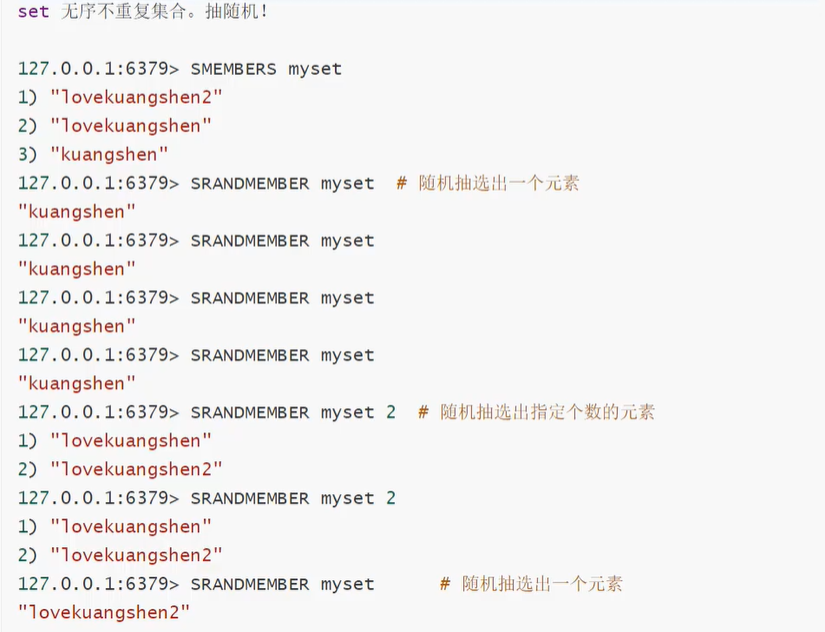 set 无序不重复集合。抽随机！
127.0.0.1:6379> SMEMBERS myset
1) "lovekuangshen2"
2) "lovekuangshen"
3) "kuangshen"
127.0.0.1:6379> SRANDMEMBER myset  # 随机抽选出一个元素
"kuangshen"
127.0.0.1:6379> SRANDMEMBER myset
"kuangshen"
127.0.0.1:6379> SRANDMEMBER myset
"kuangshen"
127.0.0.1:6379> SRANDMEMBER myset
"kuangshen"
127.0.0.1:6379> SRANDMEMBER myset 2  # 随机抽选出指定个数的元素
1) "lovekuangshen"
2) "lovekuangshen2"
127.0.0.1:6379> SRANDMEMBER myset 2
1) "lovekuangshen"
2) "lovekuangshen2"
127.0.0.1:6379> SRANDMEMBER myset      # 随机抽选出一个元素
"lovekuangshen2"